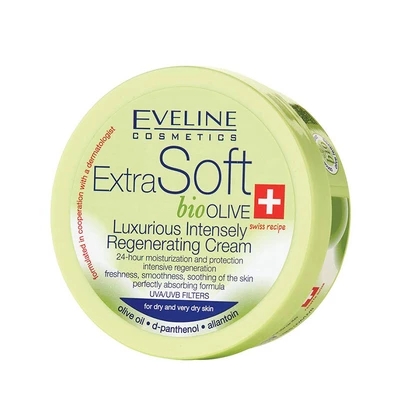 EVELINE
COSMETICS
Extra Soft
bio OLIVE
swiss recipe
Luxurious Intensely
Regenerating Cream
24-hour moisturization and protection
intensive regeneration
freshness, smoothness, soothing of the skin
perfectly absorbing formula
UVA/UVB FILTERS
for dry and very dry skin
olive oil • d-panthenol • allantoin
formulated in cooperation with a dermatologist